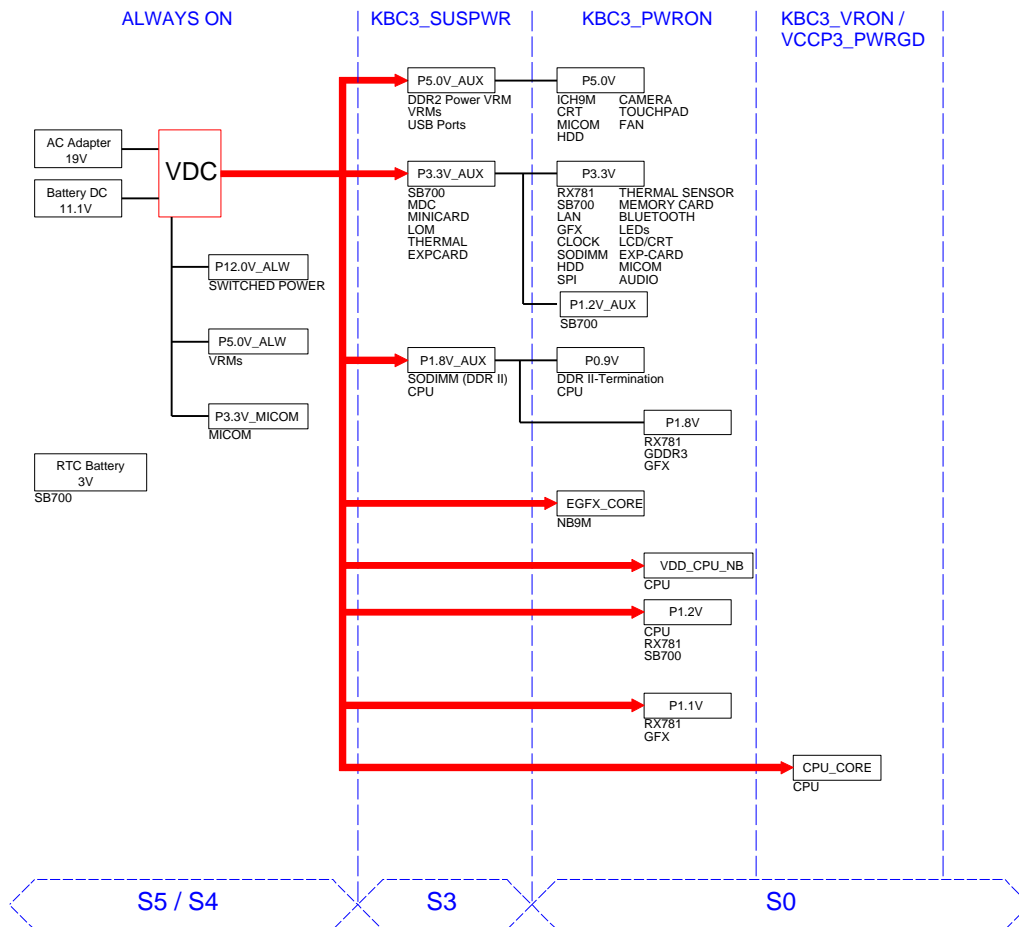 ALWAYS ON
KBC3_SUSPWR
KBC3_PWRON
KBC3_VRON /
VCCP3_PWRGD
AC Adapter
19V
Battery DC
11.1V
VDC
P12.0V_ALW
SWITCHED POWER
P5.0V_ALW
VRMs
P3.3V_MICOM
MICOM
RTC Battery
3V
SB700
P5.0V_AUX
DDR2 Power VRM
VRMs
USB Ports
P5.0V
ICH9M CAMERA
CRT TOUCHPAD
MICOM FAN
HDD
P3.3V_AUX
SB700
MDC
MINICARD
LOM
THERMAL
EXPCARD
P3.3V
RX781 THERMAL SENSOR
SB700 MEMORY CARD
LAN BLUETOOTH
GFX LEDs
CLOCK LCD/CRT
SODIMM EXP-CARD
HDD MICOM
SPI AUDIO
P1.2V_AUX
SB700
P1.8V_AUX
SODIMM (DDR II)
CPU
P0.9V
DDR II-Termination
CPU
P1.8V
RX781
GDDR3
GFX
EGFX_CORE
NB9M
VDD_CPU_NB
CPU
P1.2V
CPU
RX781
SB700
P1.1V
RX781
GFX
CPU_CORE
CPU
S5 / S4
S3
S0